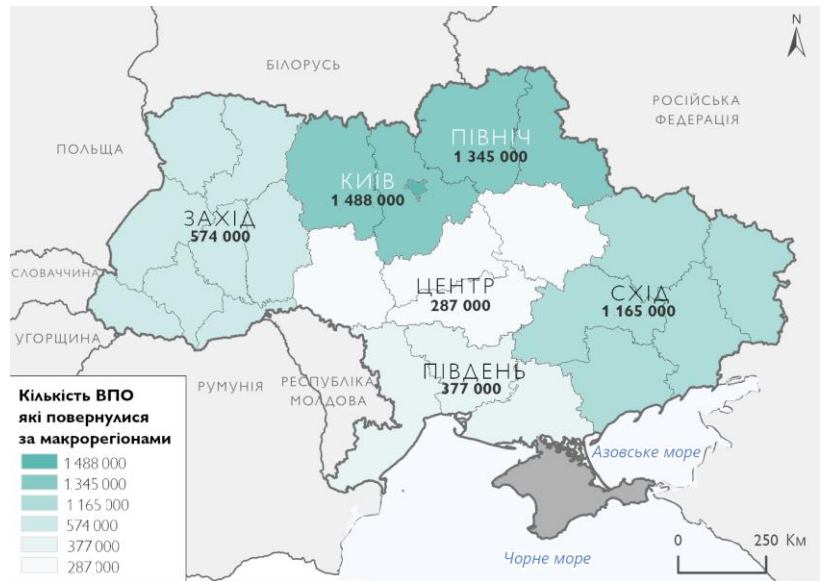 N
БІЛОРУСЬ
РОСІЙСЬКА
ФЕДЕРАЦІЯ
ПОЛЬЩА
ПІВНІЧ
1 345 000
КИЇВ
1 488 000
ЗАХІД
574 000
СЛОВАЧЧИНА
УГОРЩИНА
ЦЕНТР
287 000
СХІД
1 165 000
РУМУНІЯ
РЕСПУБЛІКА
МОЛДОВА
ПІВДЕНЬ
377 000
Азовське море
Чорне море
Кількість ВПО
які повернулися
за макрорегіонами
1 488 000
1 345 000
1 165 000
574 000
377 000
287 000
0 250 Км